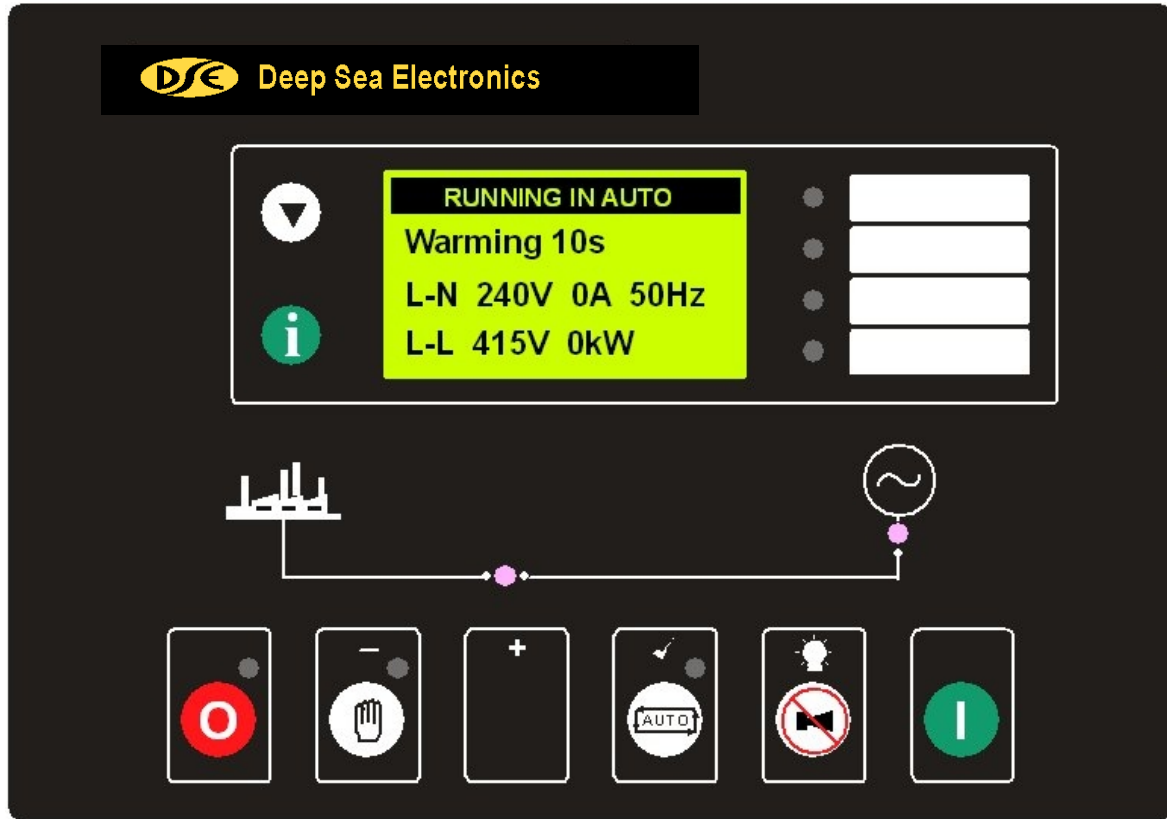 DSE Deep Sea Electronics
RUNNING IN AUTO
Warming 10s
L-N 240V 0A 50Hz
L-L 415V 0kW
i
− +
O AUTO I